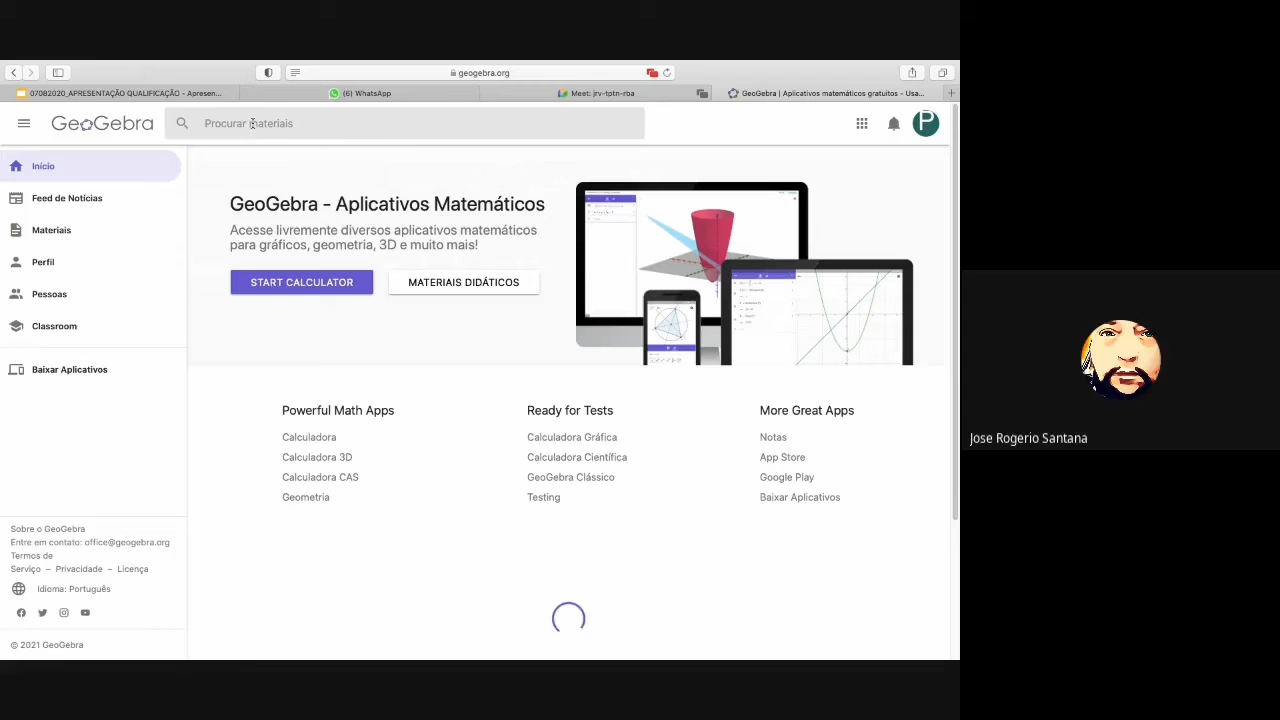 geogebra.org
07082020_APRESENTAÇÃO QUALIFICAÇÃO - Apresen...
(6) WhatsApp
Meet: jrv-tptn-rba
GeoGebra | Aplicativos matemáticos gratuitos - Usa...
GeoGebra
Procurar materiais
P
Início
Feed de Notícias
Materiais
Perfil
Pessoas
Classroom
Baixar Aplicativos
GeoGebra - Aplicativos Matemáticos
Acesse livremente diversos aplicativos matemáticos
para gráficos, geometria, 3D e muito mais!
START CALCULATOR
MATERIAIS DIDÁTICOS
Powerful Math Apps
Calculadora
Calculadora 3D
Calculadora CAS
Geometria
Ready for Tests
Calculadora Gráfica
Calculadora Científica
GeoGebra Clássico
Testing
More Great Apps
Notas
App Store
Google Play
Baixar Aplicativos
Sobre o GeoGebra
Entre em contato: office@geogebra.org
Termos de
Serviço – Privacidade – Licença
Idioma: Português
© 2021 GeoGebra
Jose Rogerio Santana